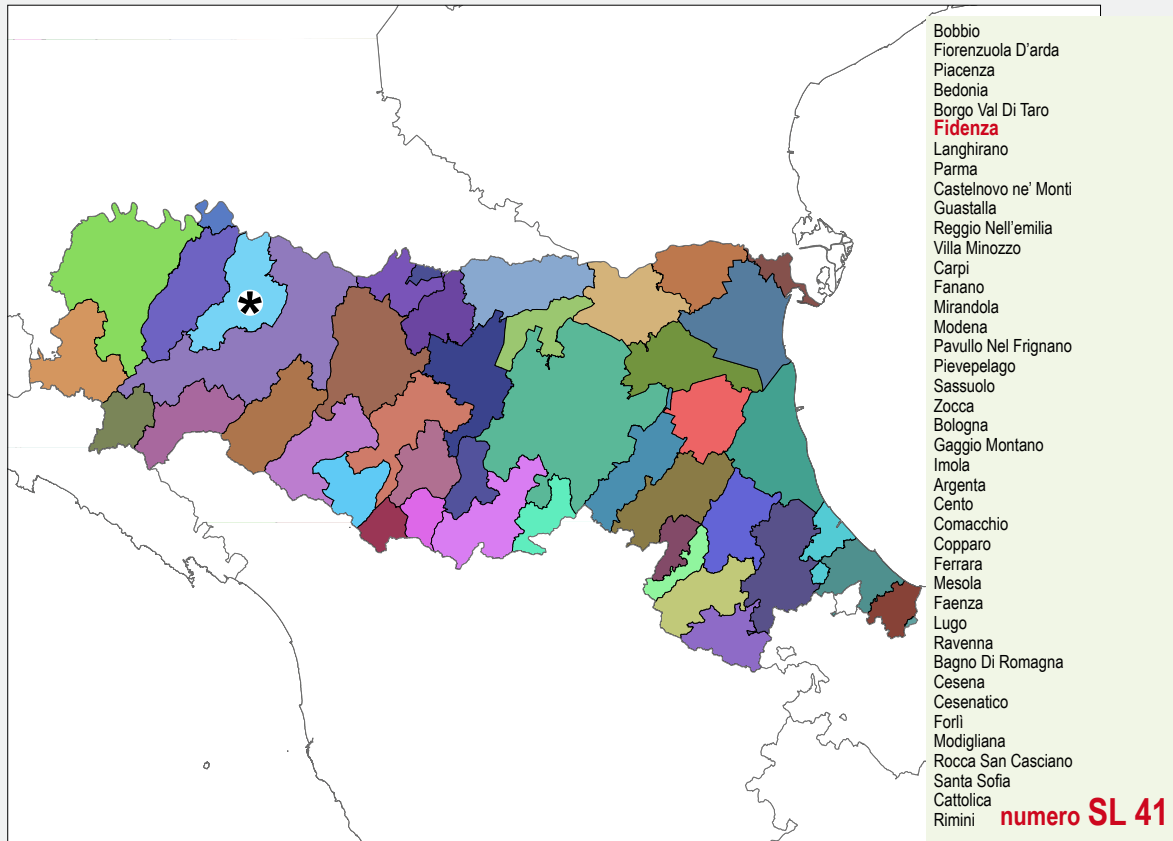 Bobbio
Fiorenzuola D'arda
Piacenza
Bedonia
Borgo Val Di Taro
Fidenza
Langhirano
Parma
Castelnovo ne' Monti
Guastalla
Reggio Nell'emilia
Villa Minozzo
Carpi
Fanano
Mirandola
Modena
Pavullo Nel Frignano
Pievepelago
Sassuolo
Zocca
Bologna
Gaggio Montano
Imola
Argenta
Cento
Comacchio
Copparo
Ferrara
Mesola
Faenza
Lugo
Ravenna
Bagno Di Romagna
Cesena
Cesenatico
Forlì
Modigliana
Rocca San Casciano
Santa Sofia
Cattolica
Rimini
numero SL 41
*